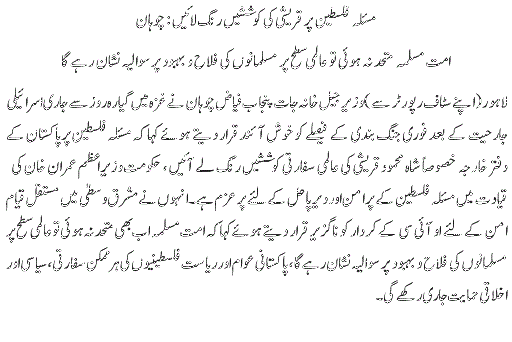 مسئلہ فلسطین پر قریشی کی کوششیں رنگ لائیں: چوہان
امت مسلمہ متحد نہ ہوئی تو عالمی سطح پر مسلمانوں کی فلاح و بہبود پر سوالیہ نشان رہے گا
لاہور (اپنے سٹاف رپورٹر سے) وزیر جیل خانہ جات پنجاب فیاض چوہان نے غزہ میں گیارہ روز سے جاری اسرائیلی
جارحیت کے بعد فوری جنگ بندی کے فیصلے کو خوش آئند قرار دیتے ہوئے کہا کہ مسئلہ فلسطین پر پاکستان کے
دفتر خارجہ خصوصاً شاہ محمود قریشی کی عالمی سفارتی کوششیں رنگ لے آئیں، حکومت وزیراعظم عمران خان کی
قیادت میں مسئلہ فلسطین کے پرامن اور دیرپا حل کے لئے پر عزم ہے۔ انہوں نے مشرق وسطیٰ میں مستقل قیام
امن کے لئے او آئی سی کے کردار کو ناگزیر قرار دیتے ہوئے کہا کہ امت مسلمہ اب بھی متحد نہ ہوئی تو عالمی سطح پر
مسلمانوں کی فلاح و بہبود پر سوالیہ نشان رہے گا، پاکستانی عوام اور ریاست فلسطینیوں کی ہر ممکن سفارتی، سیاسی اور
اخلاقی حمایت جاری رکھے گی۔۔